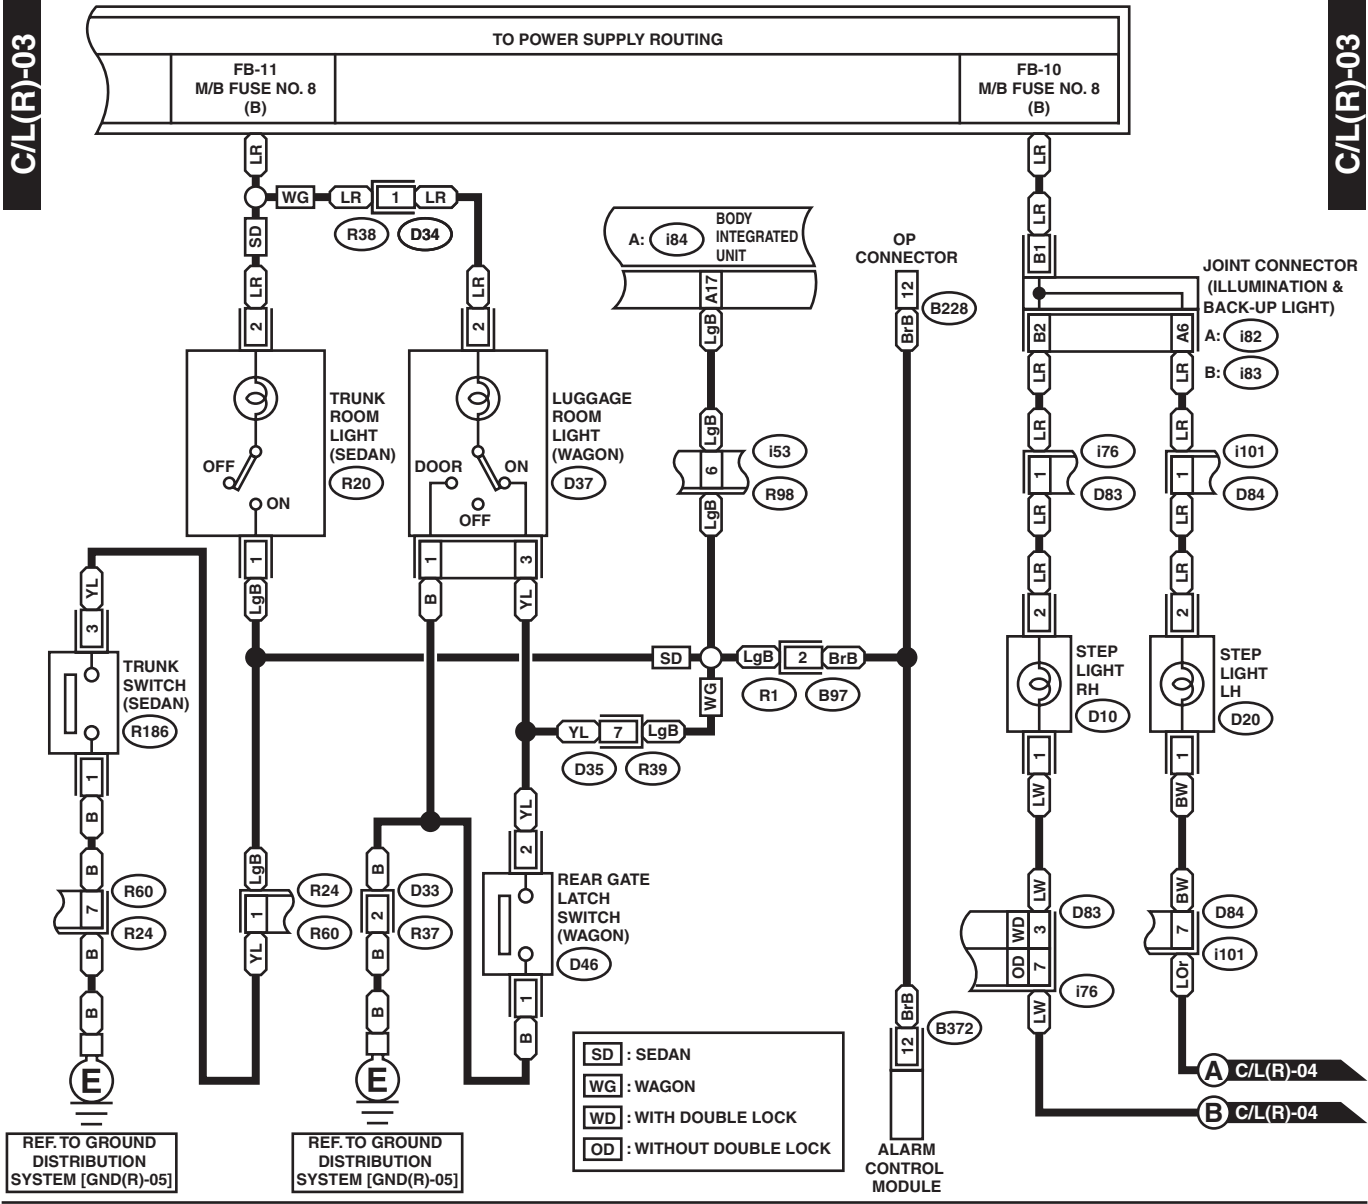 C/L(R)-03
C/L(R)-03
TO POWER SUPPLY ROUTING
FB-11
M/B FUSE NO. 8
(B)
FB-10
M/B FUSE NO. 8
(B)
LR
WG
LR
1
LR
R38
D34
SD
LR
2
LR
2
TRUNK
ROOM
LIGHT
(SEDAN)
R20
OFF
ON
1
LgB
LUGGAGE
ROOM
LIGHT
(WAGON)
D37
DOOR
ON
OFF
1
3
B
YL
A:
i84
BODY
INTEGRATED
UNIT
A17
LgB
LgB
6
LgB
i53
R98
OP
CONNECTOR
12
B228
BrB
LR
LR
B1
JOINT CONNECTOR
(ILLUMINATION &
BACK-UP LIGHT)
A:
i82
B:
i83
B2
A6
LR
LR
LR
LR
1
1
i76
D83
i101
D84
LR
LR
LR
LR
2
2
STEP
LIGHT
RH
D10
STEP
LIGHT
LH
D20
1
1
LW
BW
YL
3
TRUNK
SWITCH
(SEDAN)
R186
1
B
B
7
R60
R24
B
B
E
REF. TO GROUND
DISTRIBUTION
SYSTEM [GND(R)-05]
SD
LgB
2
BrB
R1
B97
WG
YL
7
LgB
D35
R39
LgB
1
R24
R60
YL
B
2
D33
R37
B
B
E
REF. TO GROUND
DISTRIBUTION
SYSTEM [GND(R)-05]
YL
2
REAR GATE
LATCH
SWITCH
(WAGON)
D46
1
B
BrB
B372
12
ALARM
CONTROL
MODULE
LW
WD
3
OD
7
D83
i76
LW
BW
7
D84
i101
LOr
A
C/L(R)-04
B
C/L(R)-04
SD : SEDAN
WG : WAGON
WD : WITH DOUBLE LOCK
OD : WITHOUT DOUBLE LOCK